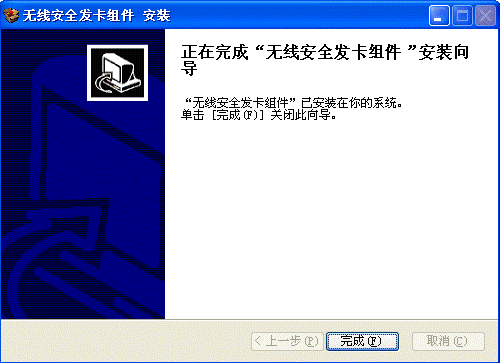 无线安全发卡组件 安装
正在完成“无线安全发卡组件 ”安装向
导
“无线安全发卡组件”已安装在你的系统。
单击 [完成(F)] 关闭此向导。
< 上一步(P)
完成(F)
取消(C)